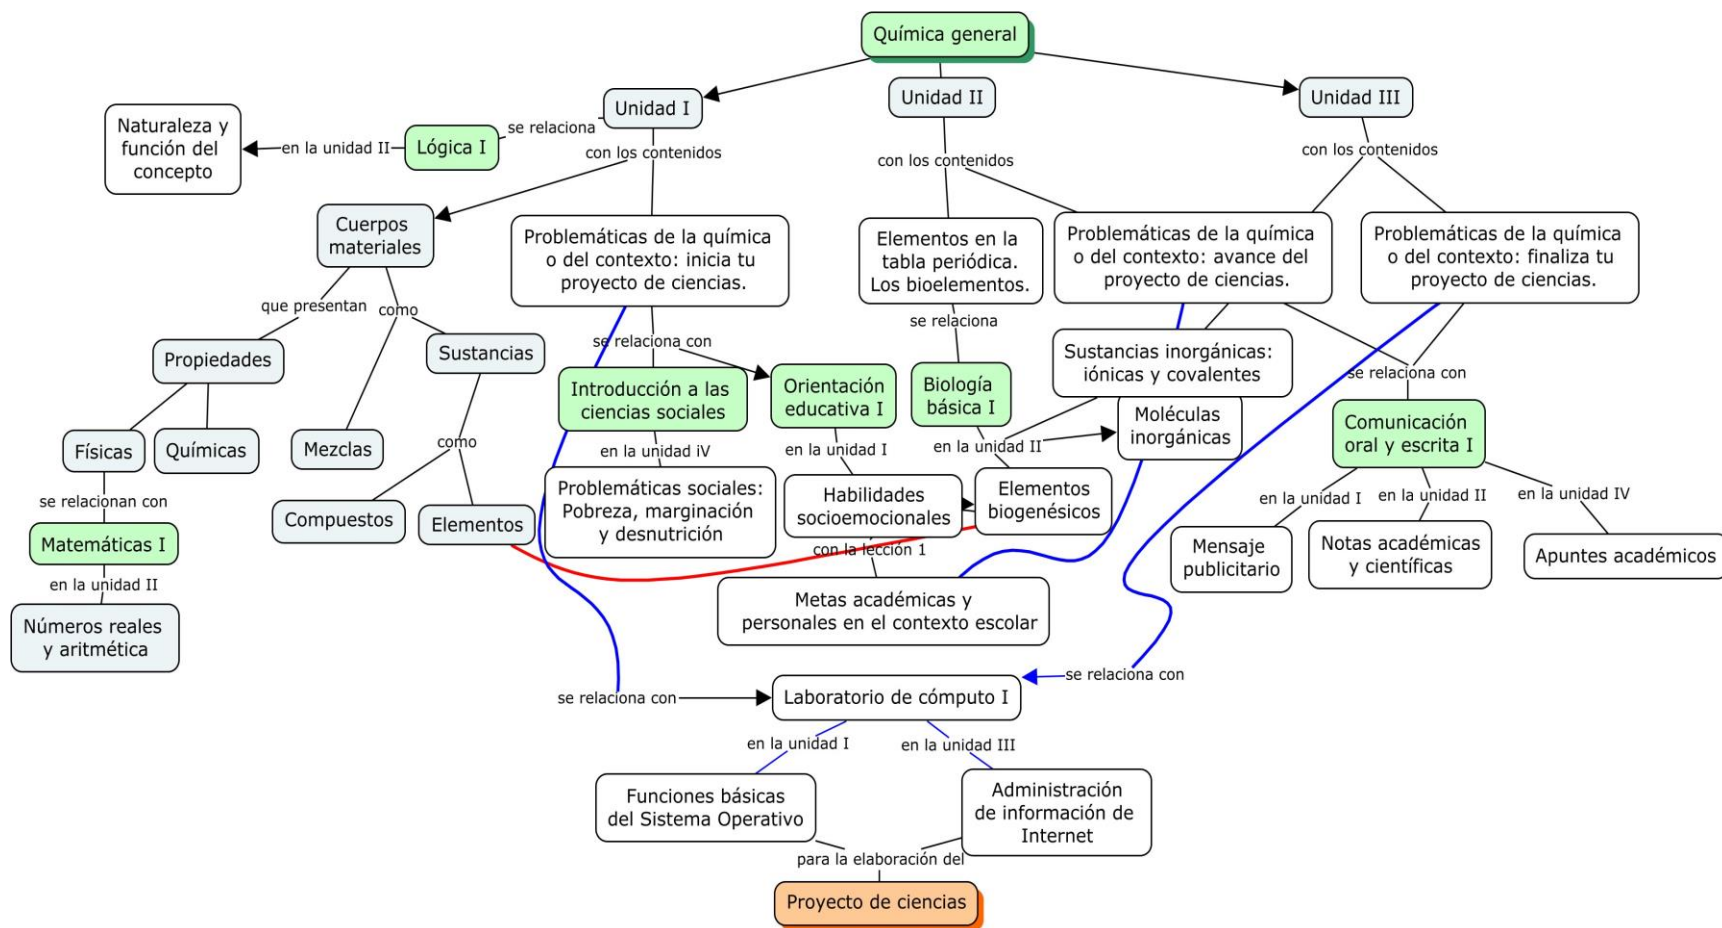 Química general
Unidad I
Unidad II
Unidad III
Naturaleza y
función del
concepto
en la unidad II
Lógica I
se relaciona
con los contenidos
con los contenidos
con los contenidos
Cuerpos
materiales
Problemáticas de la química
o del contexto: inicia tu
proyecto de ciencias.
Elementos en la
tabla periódica.
Los bioelementos.
Problemáticas de la química
o del contexto: avance del
proyecto de ciencias.
Problemáticas de la química
o del contexto: finaliza tu
proyecto de ciencias.
que presentan
como
se relaciona con
se relaciona
Propiedades
Sustancias
Sustancias inorgánicas:
iónicas y covalentes
se relaciona con
Introducción a las
ciencias sociales
Orientación
educativa I
Biología
básica I
Moléculas
inorgánicas
Comunicación
oral y escrita I
Físicas
Químicas
Mezclas
como
en la unidad iV
en la unidad I
en la unidad II
se relacionan con
Compuestos
Elementos
Problemáticas sociales:
Pobreza, marginación
y desnutrición
Habilidades
socioemocionales
Elementos
biogenésicos
en la unidad I
en la unidad II
en la unidad IV
Matemáticas I
con la lección 1
Mensaje
publicitario
Notas académicas
y científicas
Apuntes académicos
en la unidad II
Números reales
y aritmética
Metas académicas y
personales en el contexto escolar
se relaciona con
Laboratorio de cómputo I
se relaciona con
en la unidad I
en la unidad III
Funciones básicas
del Sistema Operativo
Administración
de información de
Internet
para la elaboración del
Proyecto de ciencias